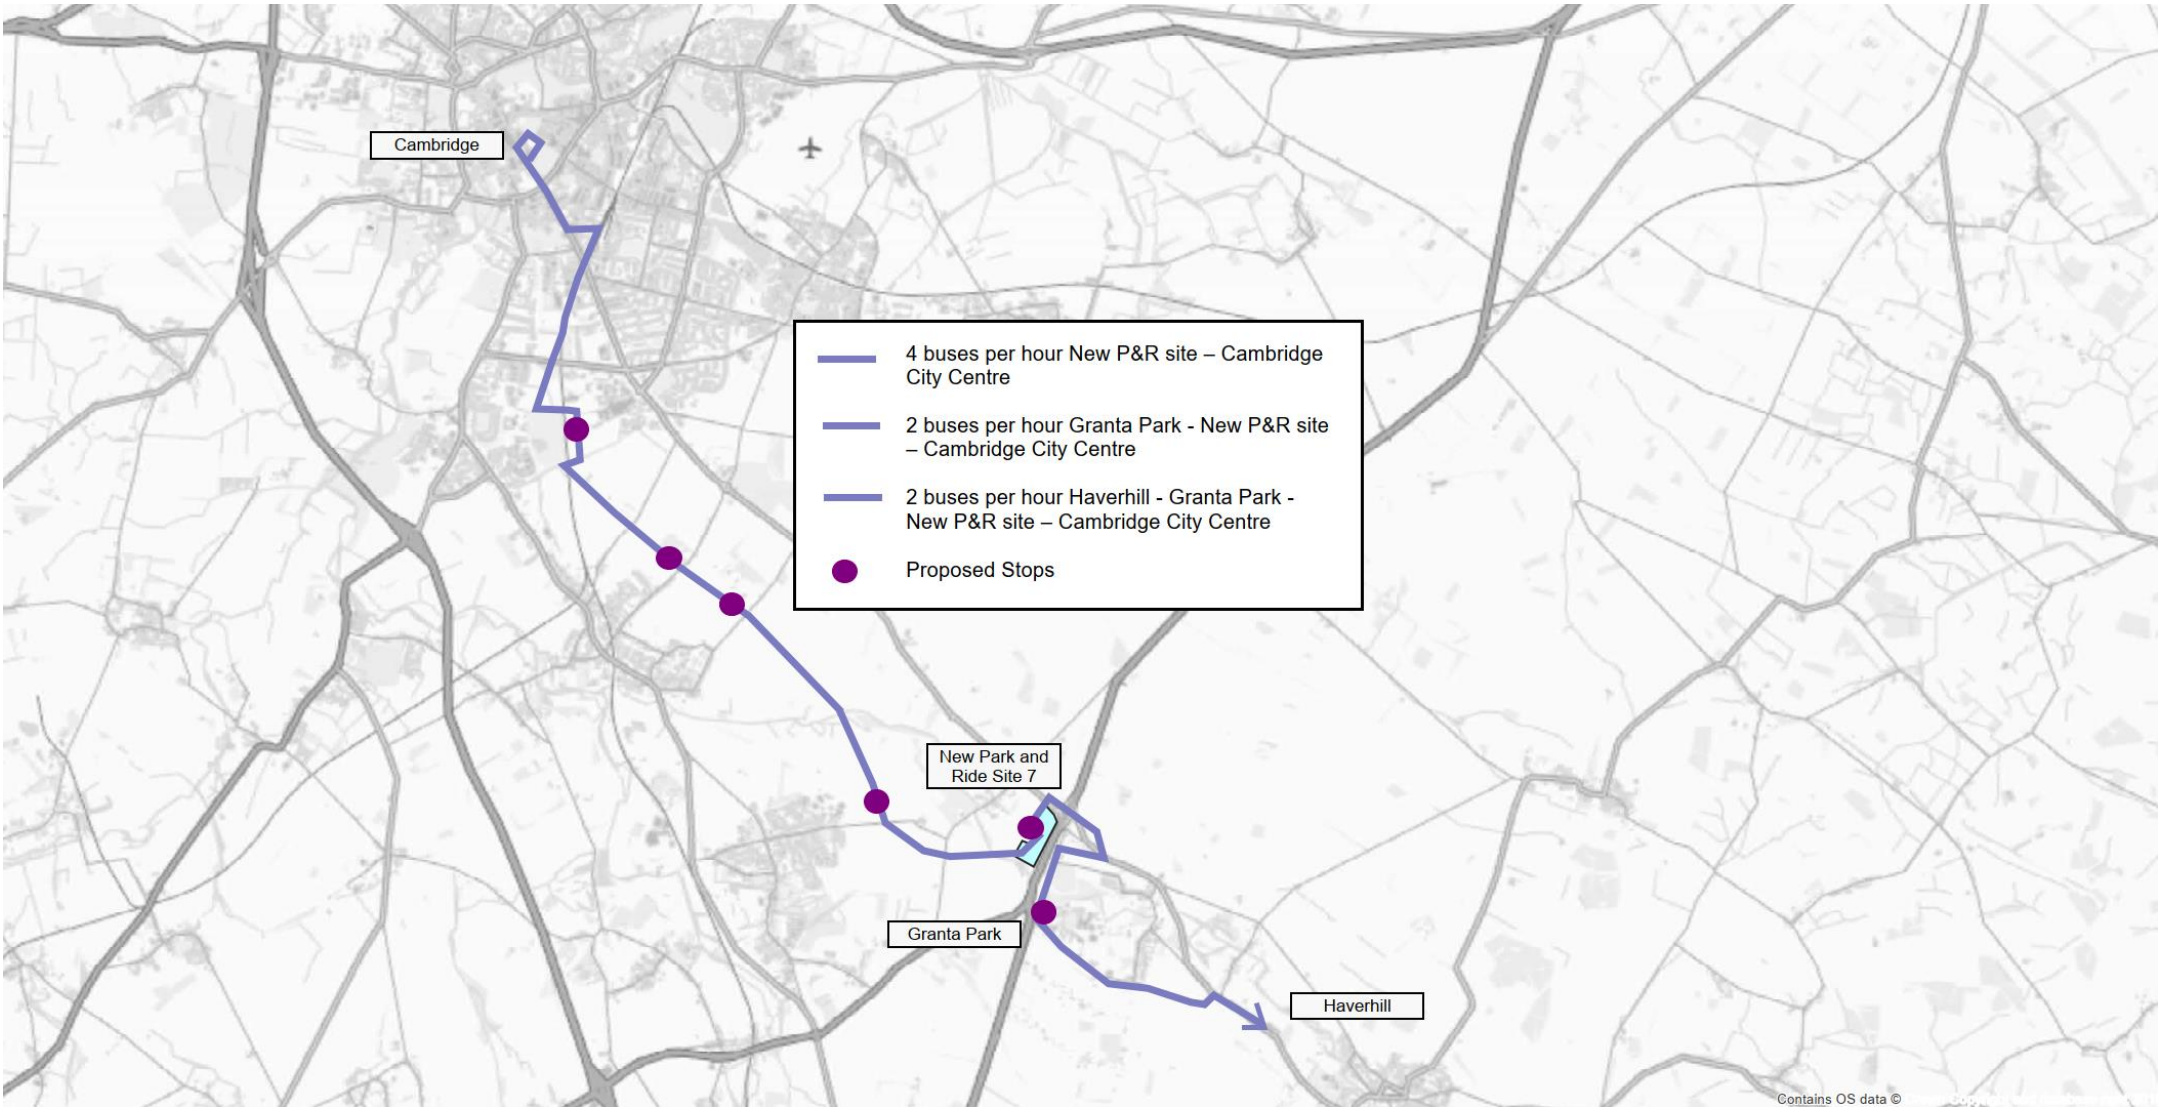 Cambridge
4 buses per hour New P&R site – Cambridge
City Centre
2 buses per hour Granta Park - New P&R site
– Cambridge City Centre
2 buses per hour Haverhill - Granta Park -
New P&R site – Cambridge City Centre
Proposed Stops
New Park and
Ride Site 7
Granta Park
Haverhill
Contains OS data ©